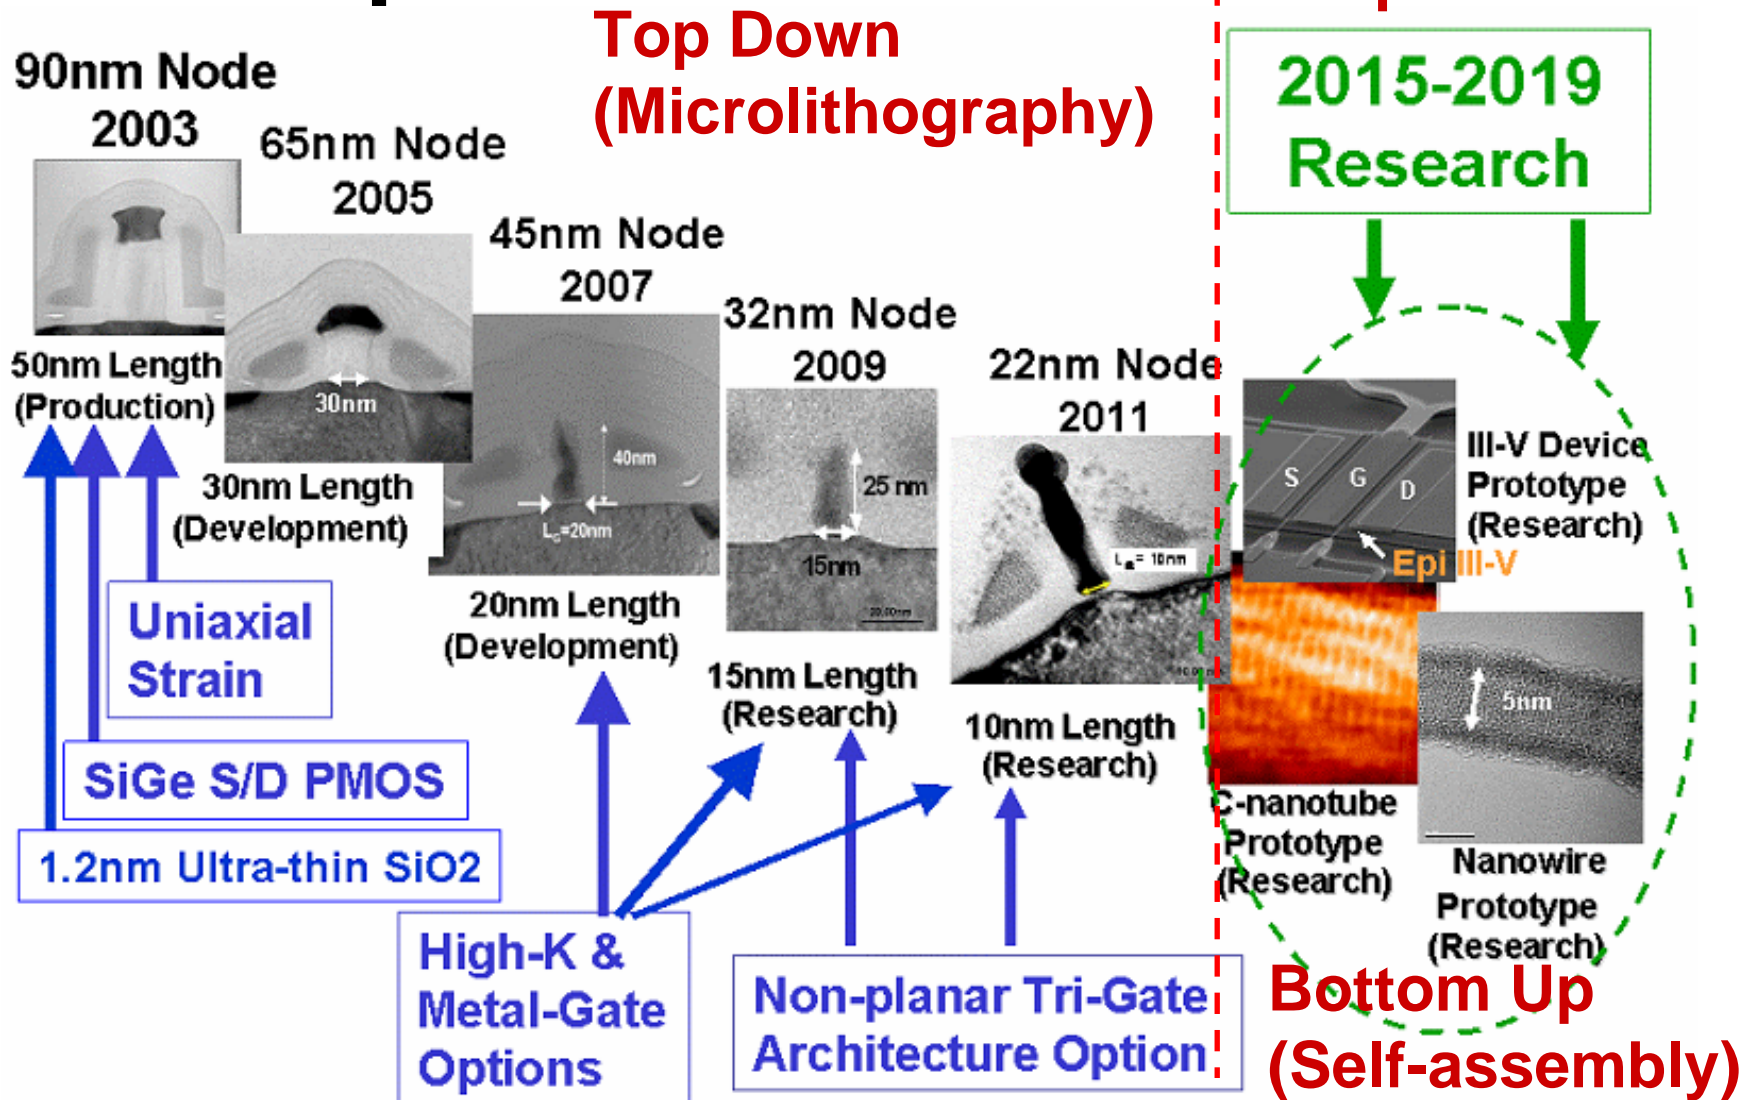 Top Down
(Microlithography)
90nm Node
2003
65nm Node
2005
45nm Node
2007
32nm Node
2009
22nm Node
2011
2015-2019
Research
50nm Length
(Production)
30nm
30nm Length
(Development)
40nm
LG=20nm
20nm Length
(Development)
25 nm
15nm
20.00nm
15nm Length
(Research)
= 10nm
10nm Length
(Research)
S G D
III-V Device
Prototype
(Research)
Epi III-V
5nm
C-nanotube
Prototype
(Research)
Nanowire
Prototype
(Research)
Uniaxial
Strain
SiGe S/D PMOS
1.2nm Ultra-thin SiO2
High-K &
Metal-Gate
Options
Non-planar Tri-Gate
Architecture Option
Bottom Up
(Self-assembly)